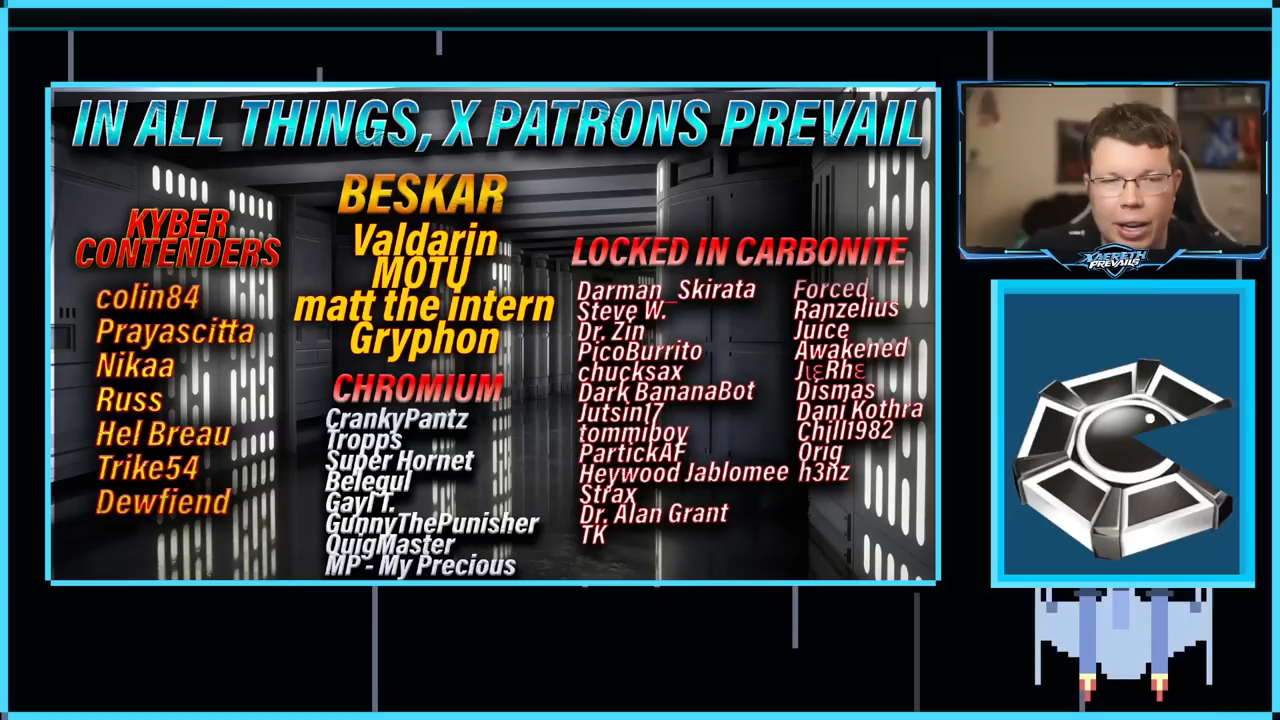 IN ALL THINGS, X PATRONS PREVAIL
KYBER
CONTENDERS
colin84
Prayascitta
Nikaa
Russ
Hel Breau
Trike54
Dewfiend
BESKAR
Valdarin
MOTU
matt the intern
Gryphon
CHROMIUM
CrankyPantz
Tropps
Super Hornet
Belegul
Gayl T.
GunnyThePunisher
QuigMaster
MP - My Precious
LOCKED IN CARBONITE
Darman_Skirata
Steve W.
Dr. Zin
PicoBurrito
chucksax
Dark BananaBot
Jutsin17
tommiboy
PartickAF
Heywood Jablomee
Strax
Dr. Alan Grant
TK
Forced
Ranzelius
Juice
Awakened
JιεRhε
Dismas
Dani Kothra
Chill1982
Orig
h3nz
XAERETH
PREVAILS